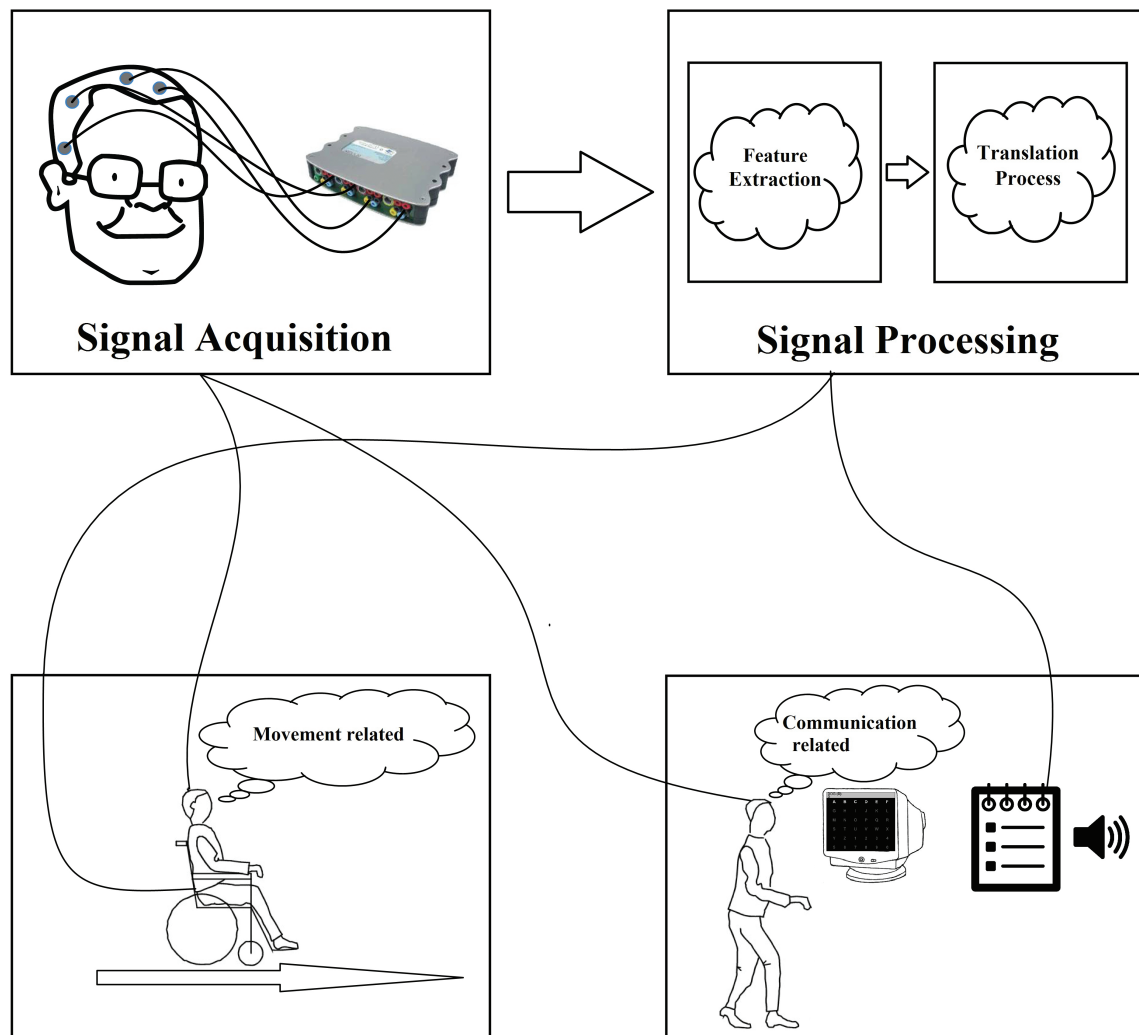 Feature
Extraction
Translation
Process
Signal Acquisition
Signal Processing
Movement related
Communication
related
A B C D E F